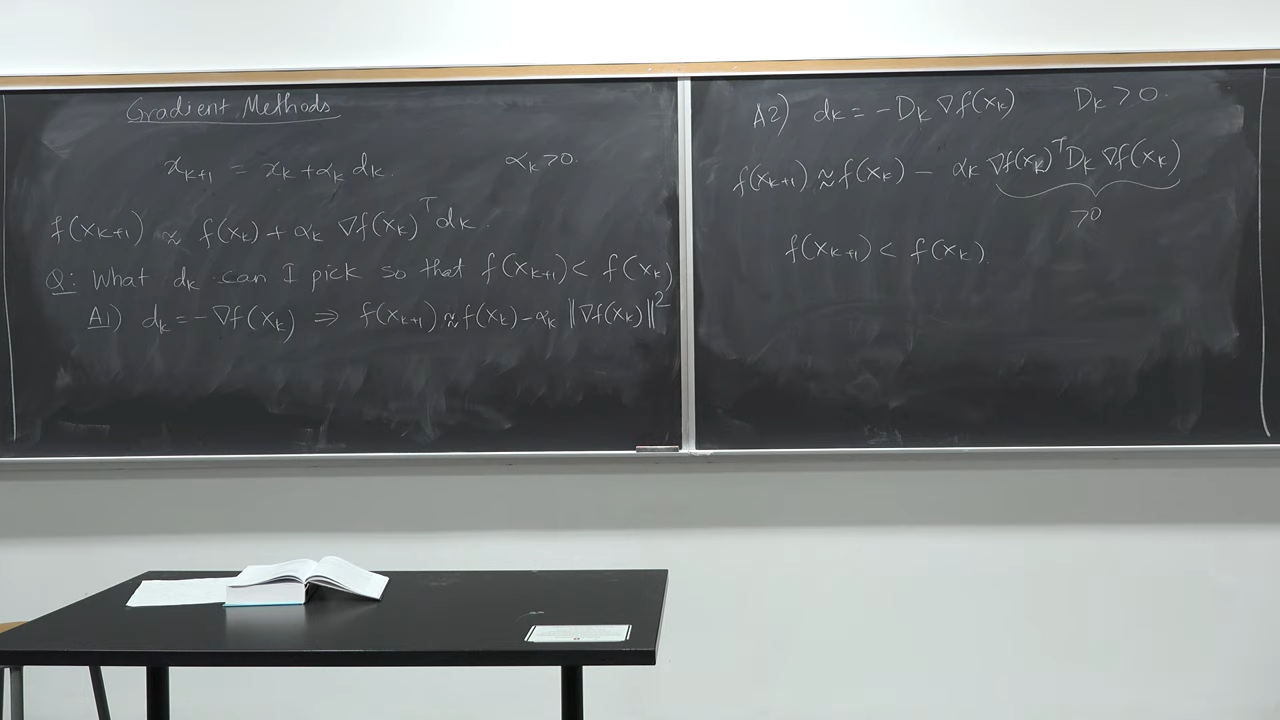 Gradient Methods
x_{k+1} = x_k + α_k d_k. α_k > 0.
f(x_{k+1}) ≈ f(x_k) + α_k ∇f(x_k)^T d_k.
Q: What d_k can I pick so that f(x_{k+1}) < f(x_k)
A1) d_k = -∇f(x_k) ⇒ f(x_{k+1}) ≈ f(x_k) - α_k ||∇f(x_k)||^2
A2) d_k = -D_k ∇f(x_k) D_k > 0.
f(x_{k+1}) ≈ f(x_k) - α_k ∇f(x_k)^T D_k ∇f(x_k)
>0
f(x_{k+1}) < f(x_k).